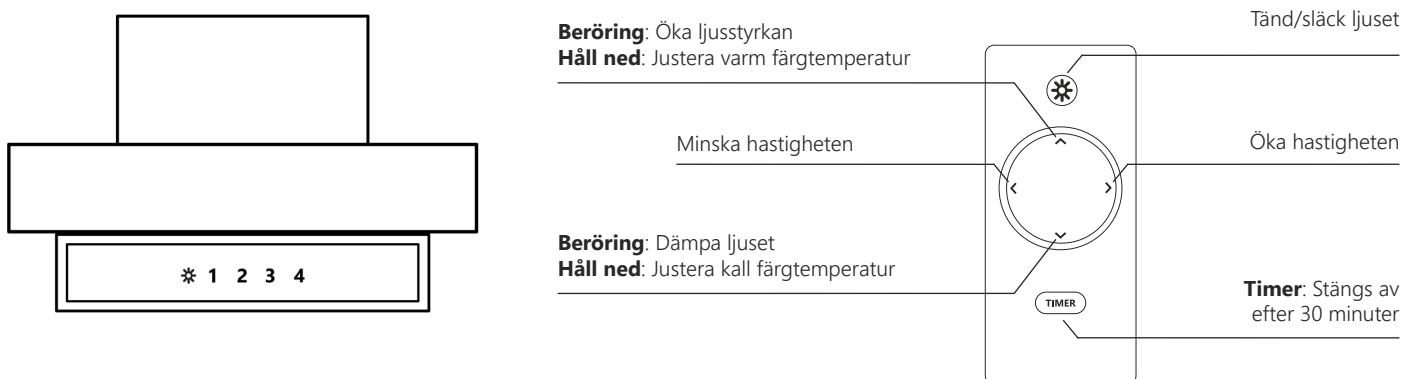 Beröring: Öka ljusstyrkan
Håll ned: Justera varm färgtemperatur
Tänd/släck ljuset
Minska hastigheten
Öka hastigheten
Beröring: Dämpa ljuset
Håll ned: Justera kall färgtemperatur
1 2 3 4
TIMER
Timer: Stängs av
efter 30 minuter